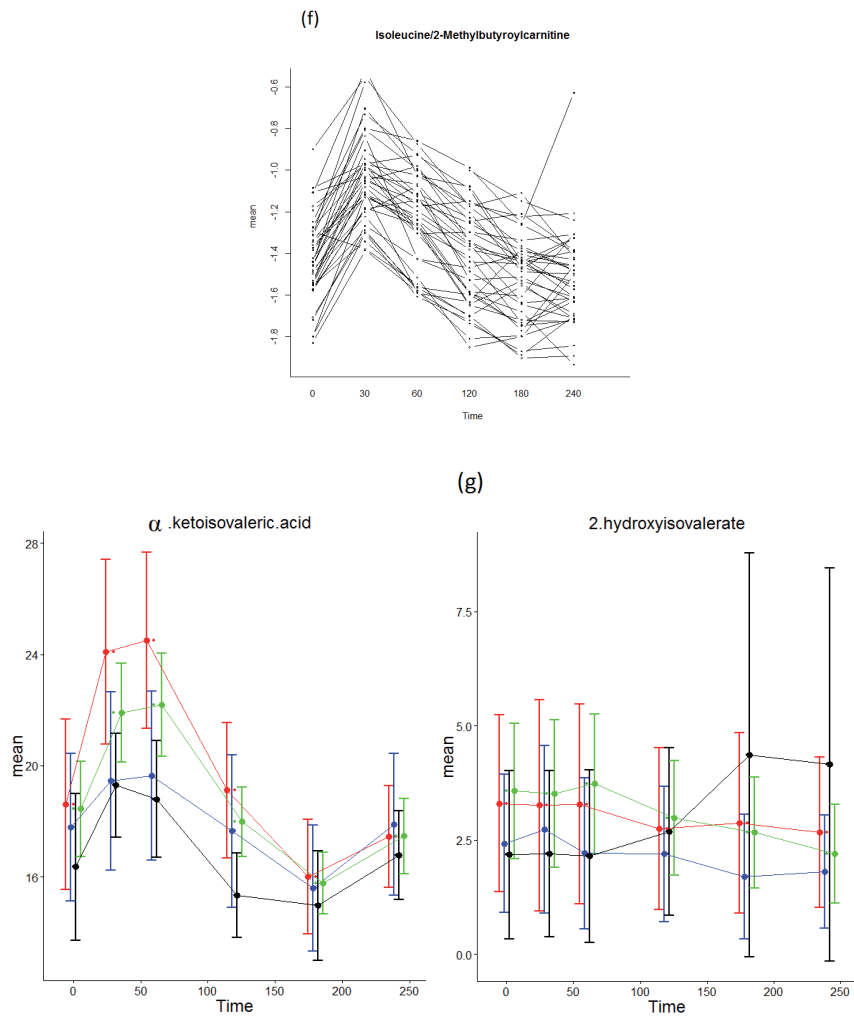 (f)
Isoleucine/2-Methylbutyroylcarnitine
-0.6
-0.8
-1.0
-1.2
-1.4
-1.6
-1.8
mean
0 30 60 120 180 240
Time
(g)
α .ketoisovaleric.acid
28
24
20
16
mean
0 50 100 150 200 250
Time
2.hydroxyisovalerate
7.5
5.0
2.5
0.0
mean
0 50 100 150 200 250
Time